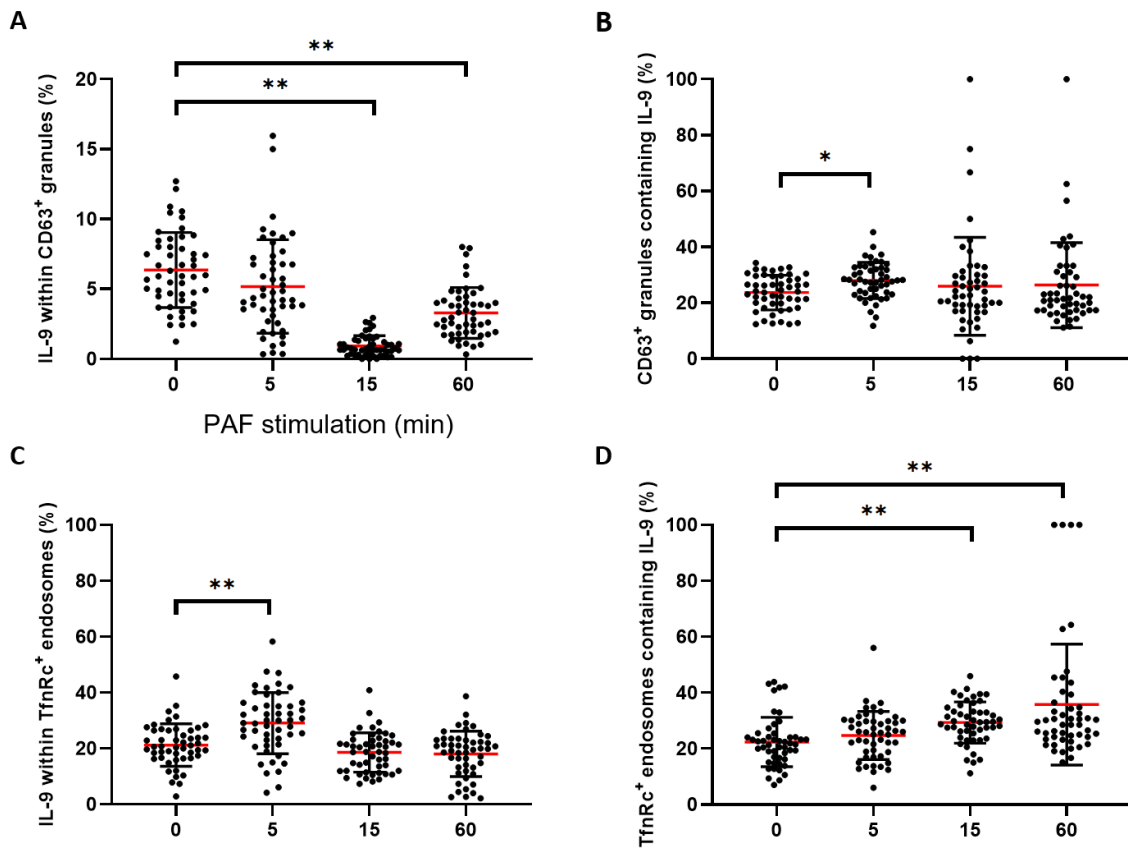 A
IL-9 within CD63+ granules (%)
**
**
20
15
10
5
0
0 5 15 60
PAF stimulation (min)
B
CD63+ granules containing IL-9 (%)
*
100
80
60
40
20
0
0 5 15 60
C
IL-9 within TfnRc+ endosomes (%)
**
100
80
60
40
20
0
0 5 15 60
D
TfnRc+ endosomes containing IL-9 (%)
**
**
100
80
60
40
20
0
0 5 15 60